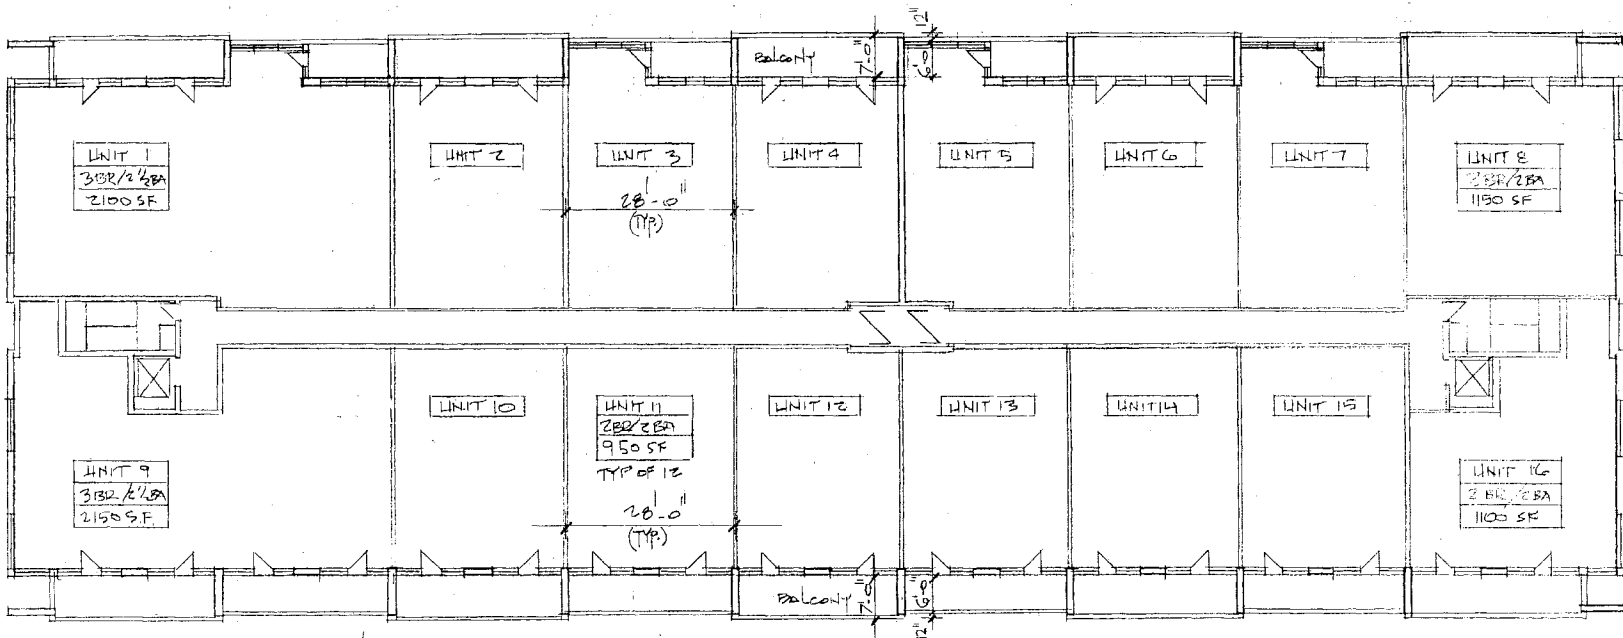 12"
BALCONY
7'-0"
6'-0"
UNIT 1
3BR/2 ½BA
2100 SF
UNIT 2
UNIT 3
28'-0"
(TYP.)
UNIT 4
UNIT 5
UNIT 6
UNIT 7
UNIT 8
2BR/2BA
1150 SF
UNIT 9
3BR/2½BA
2150 S.F.
UNIT 10
UNIT 11
2BR/2BA
950 SF
TYP OF 12
28'-0"
(TYP.)
UNIT 12
UNIT 13
UNIT 14
UNIT 15
UNIT 16
2 BR/2BA
1100 SF
BALCONY
7'-0"
6'-0"
12"